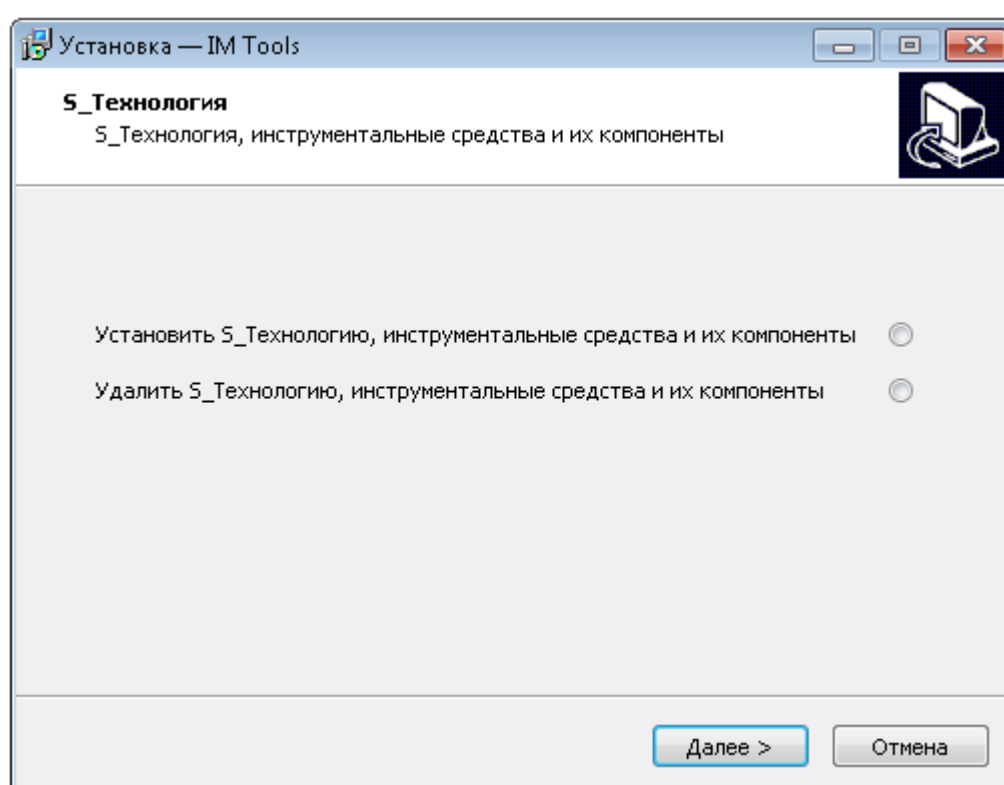 Установка — IM Tools
S_Технология
S_Технология, инструментальные средства и их компоненты
Установить S_Технологию, инструментальные средства и их компоненты
Удалить S_Технологию, инструментальные средства и их компоненты
Далее >
Отмена